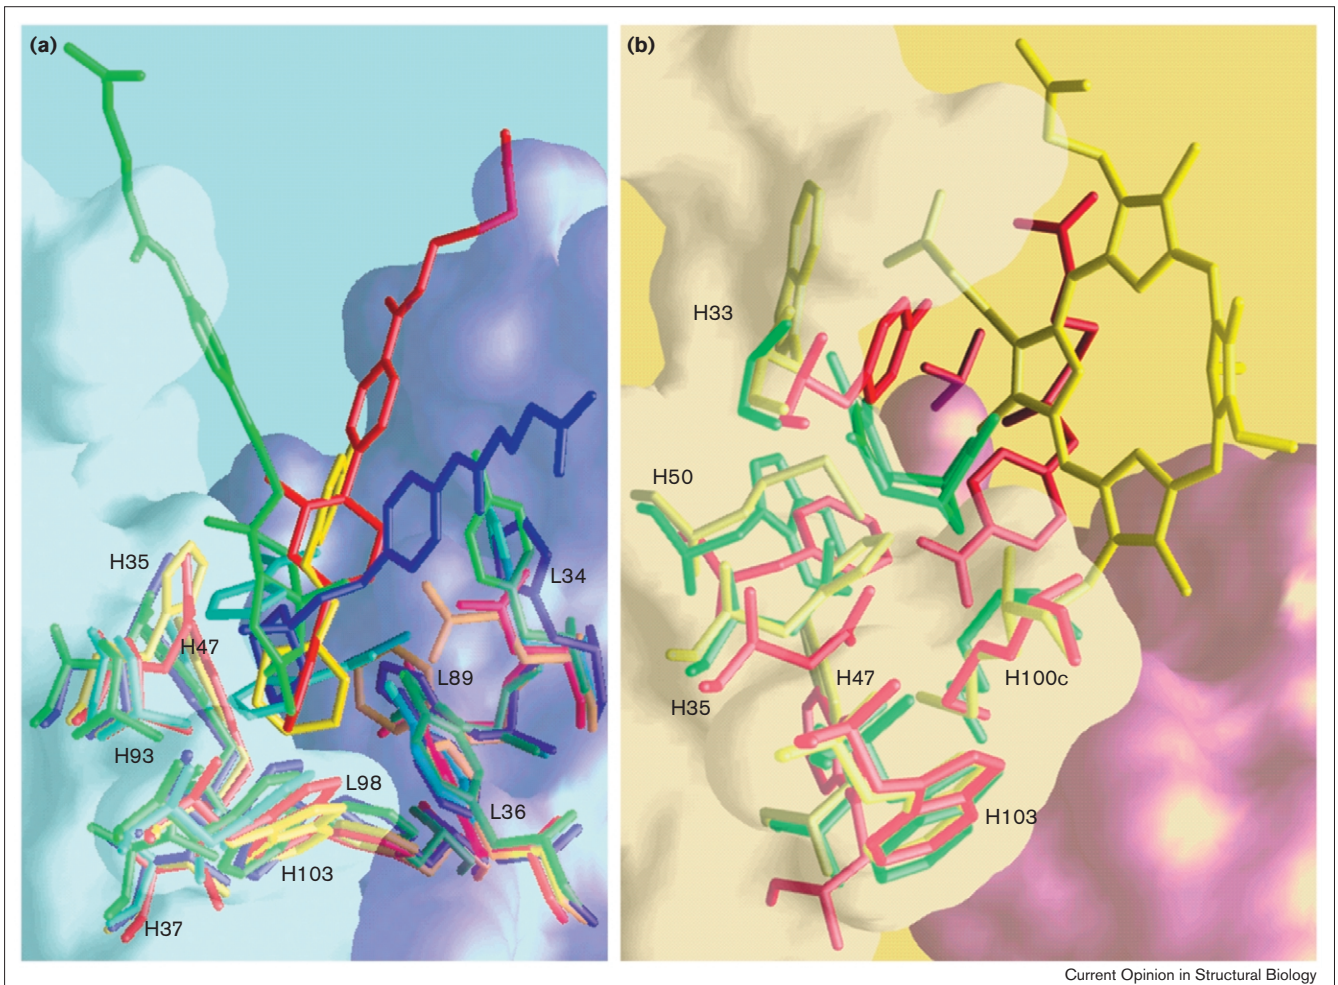 (a)
(b)
H33
H50
H35
L34
H47
L89
H47
H100c
H35
H93
L98
L36
H103
H103
H37
Current Opinion in Structural Biology